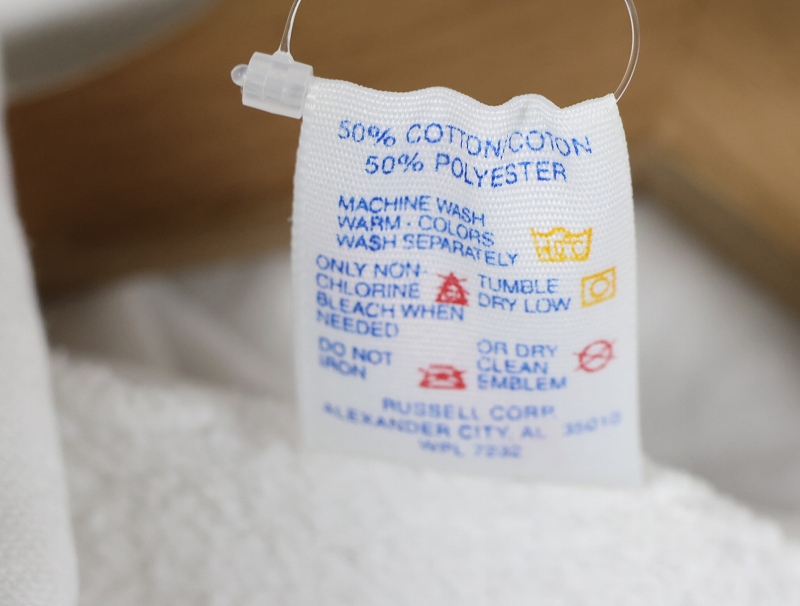 50% COTTON/COTON
50% POLYESTER
MACHINE WASH
WARM - COLORS
WASH SEPARATELY
ONLY NON-
CHLORINE
BLEACH WHEN
NEEDED
TUMBLE
DRY LOW
DO NOT
IRON
OR DRY
CLEAN
EMBLEM
RUSSELL CORP.
ALEXANDER CITY, AL 35010
WPL 7232